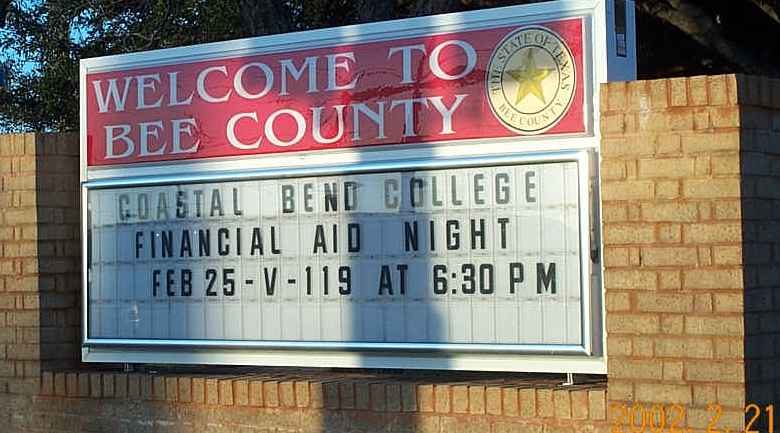 WELCOME TO
BEE COUNTY
THE STATE OF TEXAS
BEE COUNTY
COASTAL BEND COLLEGE
FINANCIAL AID NIGHT
FEB 25-V-119 AT 6:30 PM
2002. 2. 21